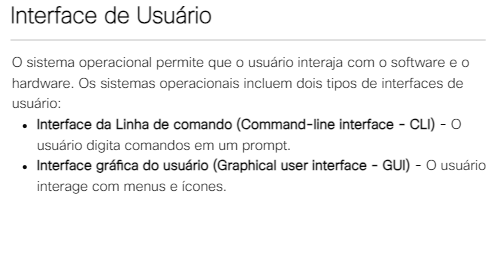 Interface de Usuário
O sistema operacional permite que o usuário interaja com o software e o
hardware. Os sistemas operacionais incluem dois tipos de interfaces de
usuário:
• Interface da Linha de comando (Command-line interface - CLI) - O
usuário digita comandos em um prompt.
• Interface gráfica do usuário (Graphical user interface - GUI) - O usuário
interage com menus e ícones.